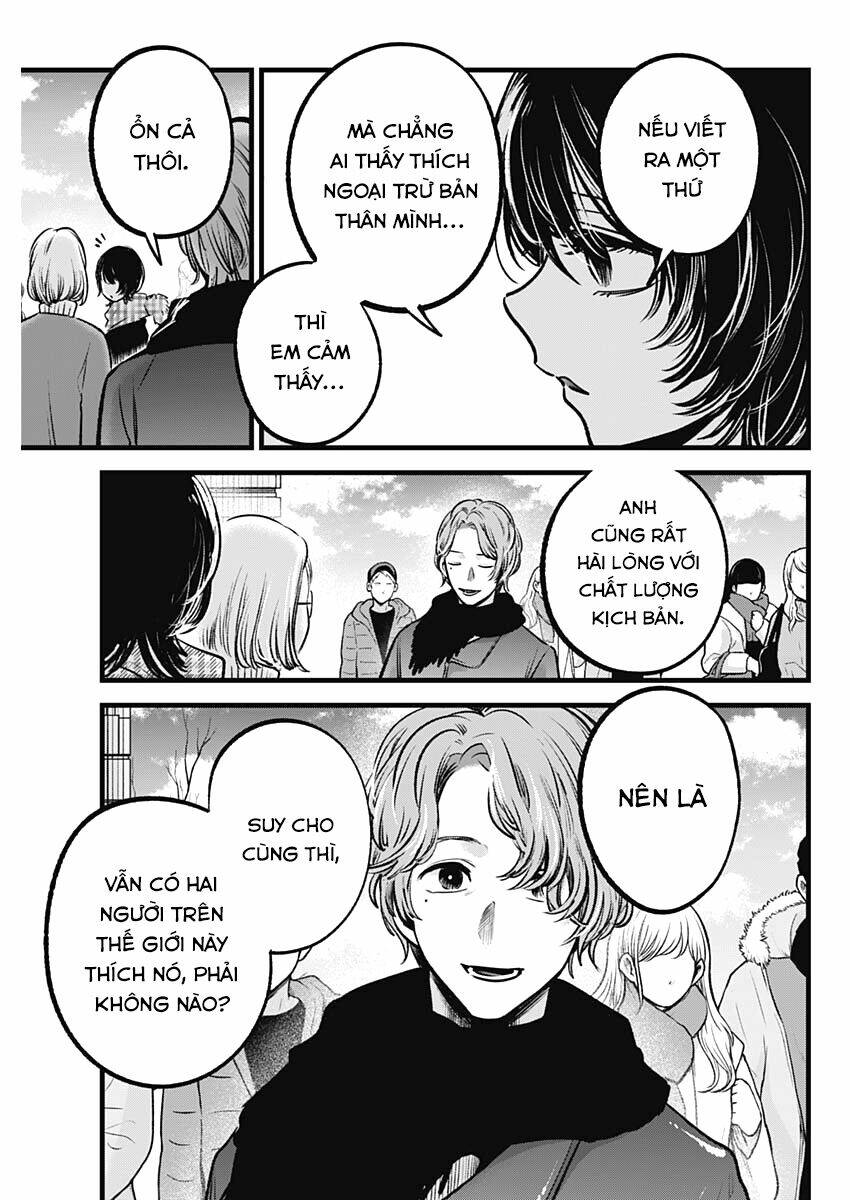 NẾU VIẾT
RA MỘT
THỨ
MÀ CHẲNG
AI THẤY THÍCH
NGOẠI TRỪ BẢN
THÂN MÌNH...
THÌ
EM CẢM
THẤY...
ỔN CẢ
THÔI.
ANH
CŨNG RẤT
HÀI LÒNG VỚI
CHẤT LƯỢNG
KỊCH BẢN.
NÊN LÀ
SUY CHO
CÙNG THÌ,
VẪN CÓ HAI
NGƯỜI TRÊN
THẾ GIỚI NÀY
THÍCH NÓ, PHẢI
KHÔNG NÀO?